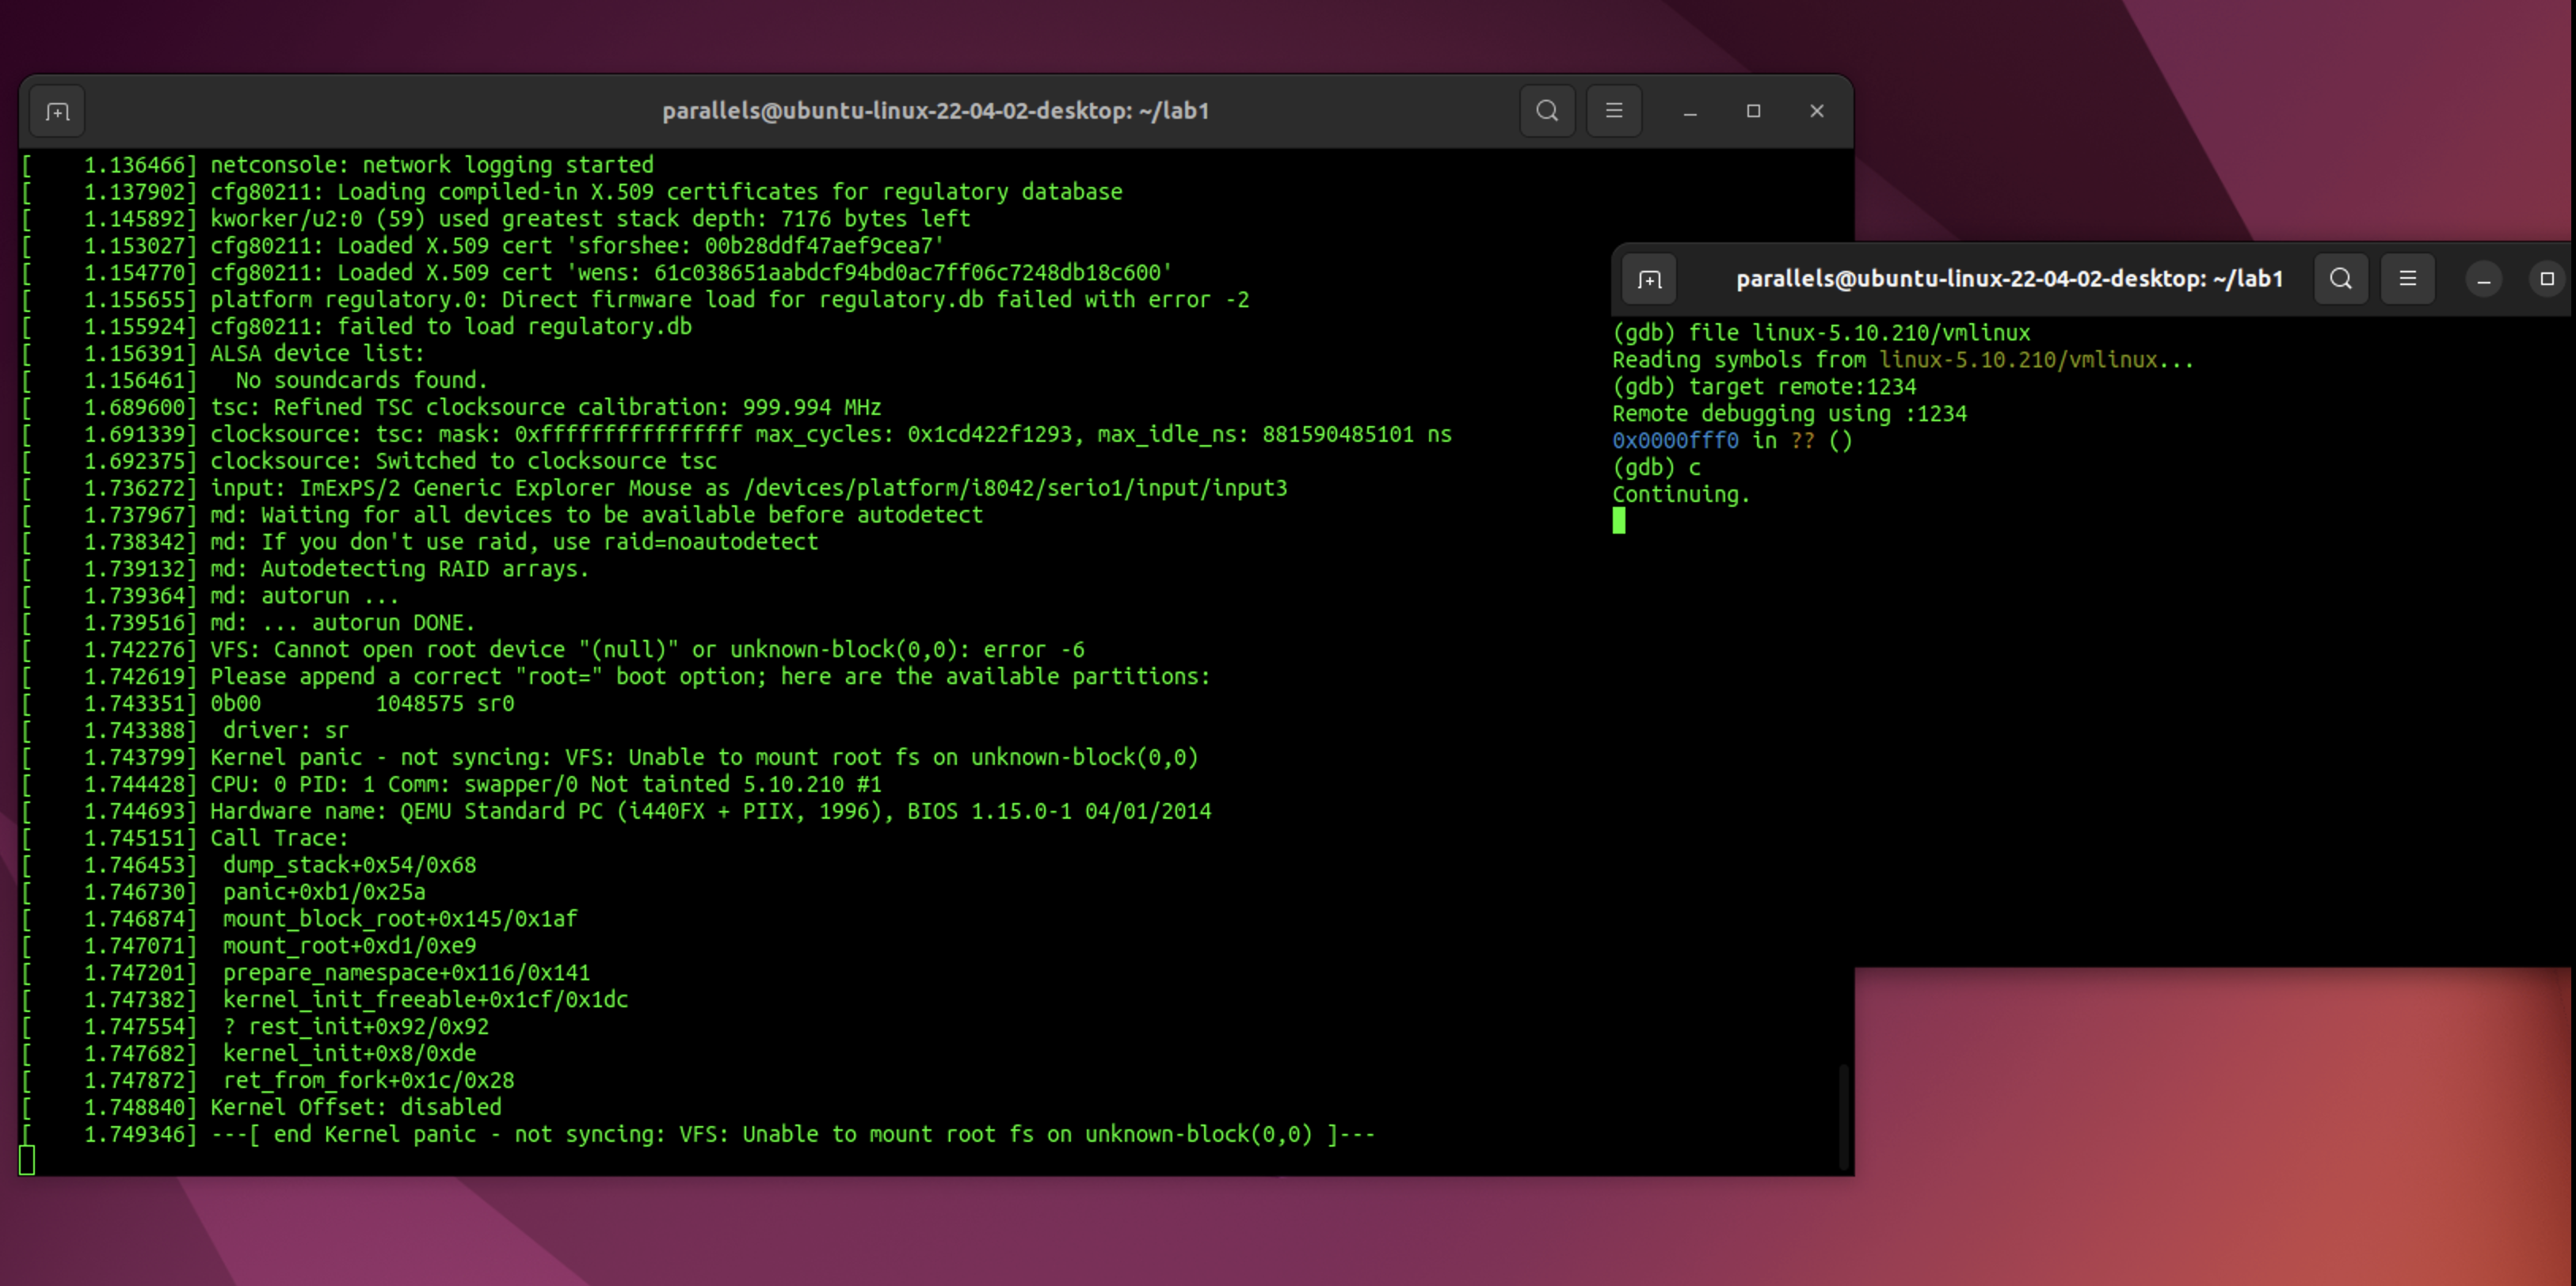 parallels@ubuntu-linux-22-04-02-desktop: ~/lab1
[    1.136466] netconsole: network logging started
[    1.137902] cfg80211: Loading compiled-in X.509 certificates for regulatory database
[    1.145892] kworker/u2:0 (59) used greatest stack depth: 7176 bytes left
[    1.153027] cfg80211: Loaded X.509 cert 'sforshee: 00b28ddf47aef9cea7'
[    1.154770] cfg80211: Loaded X.509 cert 'wens: 61c038651aabdcf94bd0ac7ff06c7248db18c600'
[    1.155655] platform regulatory.0: Direct firmware load for regulatory.db failed with error -2
[    1.155924] cfg80211: failed to load regulatory.db
[    1.156391] ALSA device list:
[    1.156461]   No soundcards found.
[    1.689600] tsc: Refined TSC clocksource calibration: 999.994 MHz
[    1.691339] clocksource: tsc: mask: 0xffffffffffffffff max_cycles: 0x1cd422f1293, max_idle_ns: 881590485101 ns
[    1.692375] clocksource: Switched to clocksource tsc
[    1.736272] input: ImExPS/2 Generic Explorer Mouse as /devices/platform/i8042/serio1/input/input3
[    1.737967] md: Waiting for all devices to be available before autodetect
[    1.738342] md: If you don't use raid, use raid=noautodetect
[    1.739132] md: Autodetecting RAID arrays.
[    1.739364] md: autorun ...
[    1.739516] md: ... autorun DONE.
[    1.742276] VFS: Cannot open root device "(null)" or unknown-block(0,0): error -6
[    1.742619] Please append a correct "root=" boot option; here are the available partitions:
[    1.743351] 0b00         1048575 sr0
[    1.743388]  driver: sr
[    1.743799] Kernel panic - not syncing: VFS: Unable to mount root fs on unknown-block(0,0)
[    1.744428] CPU: 0 PID: 1 Comm: swapper/0 Not tainted 5.10.210 #1
[    1.744693] Hardware name: QEMU Standard PC (i440FX + PIIX, 1996), BIOS 1.15.0-1 04/01/2014
[    1.745151] Call Trace:
[    1.746453]  dump_stack+0x54/0x68
[    1.746730]  panic+0xb1/0x25a
[    1.746874]  mount_block_root+0x145/0x1af
[    1.747071]  mount_root+0xd1/0xe9
[    1.747201]  prepare_namespace+0x116/0x141
[    1.747382]  kernel_init_freeable+0x1cf/0x1dc
[    1.747554]  ? rest_init+0x92/0x92
[    1.747682]  kernel_init+0x8/0xde
[    1.747872]  ret_from_fork+0x1c/0x28
[    1.748840] Kernel Offset: disabled
[    1.749346] ---[ end Kernel panic - not syncing: VFS: Unable to mount root fs on unknown-block(0,0) ]---
parallels@ubuntu-linux-22-04-02-desktop: ~/lab1
(gdb) file linux-5.10.210/vmlinux
Reading symbols from linux-5.10.210/vmlinux...
(gdb) target remote:1234
Remote debugging using :1234
0x0000fff0 in ?? ()
(gdb) c
Continuing.